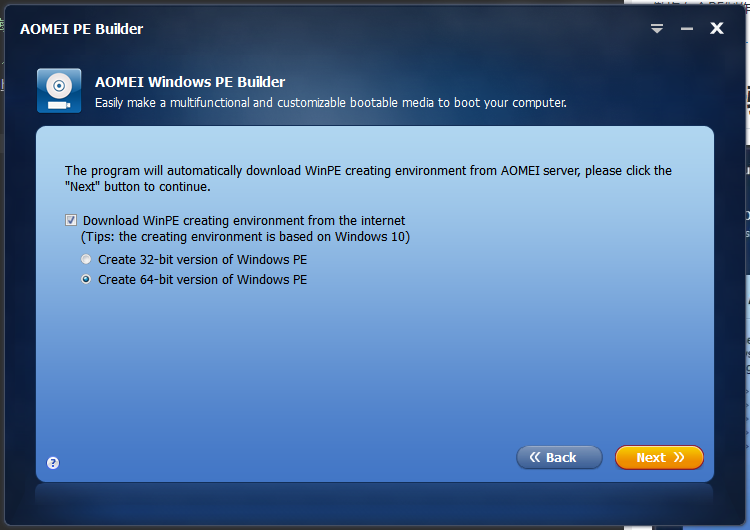 AOMEI PE Builder
AOMEI Windows PE Builder
Easily make a multifunctional and customizable bootable media to boot your computer.
The program will automatically download WinPE creating environment from AOMEI server, please click the
"Next" button to continue.
Download WinPE creating environment from the internet
(Tips: the creating environment is based on Windows 10)
Create 32-bit version of Windows PE
Create 64-bit version of Windows PE
?
« Back
Next »